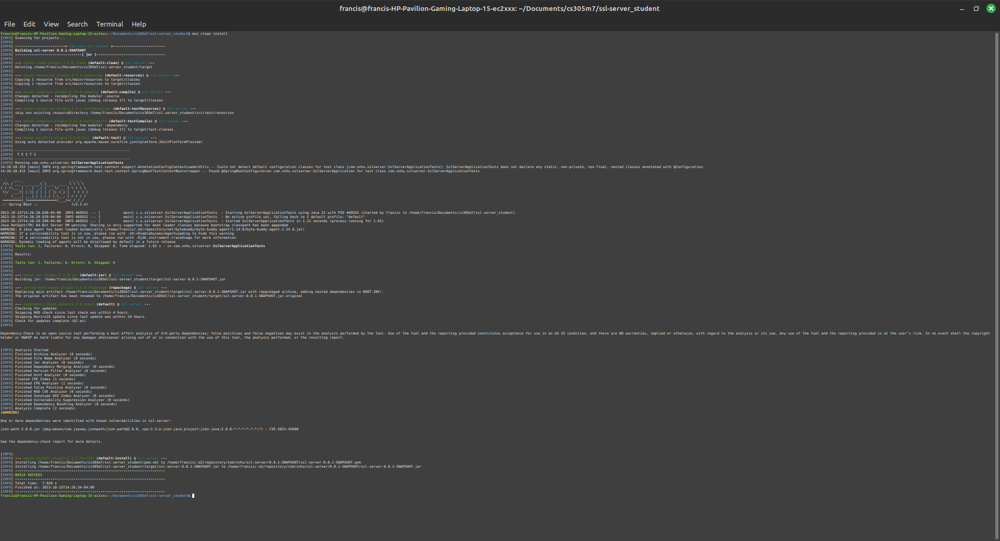 francis@francis-HP-Pavilion-Gaming-Laptop-15-ec2xxx: ~/Documents/cs305m7/ssl-server_student
File Edit View Search Terminal Help
francis@francis-HP-Pavilion-Gaming-Laptop-15-ec2xxx:~/Documents/cs305m7/ssl-server_student$ mvn clean install
[INFO] Scanning for projects...
[INFO]
[INFO] ------------------------< com.snhu:ssl-server >-------------------------
[INFO] Building ssl-server 0.0.1-SNAPSHOT
[INFO] --------------------------------[ jar ]---------------------------------
[INFO]
[INFO] --- maven-clean-plugin:3.2.0:clean (default-clean) @ ssl-server ---
[INFO] Deleting /home/francis/Documents/cs305m7/ssl-server_student/target
[INFO]
[INFO] --- maven-resources-plugin:3.3.1:resources (default-resources) @ ssl-server ---
[INFO] Copying 1 resource from src/main/resources to target/classes
[INFO] Copying 1 resource from src/main/resources to target/classes
[INFO]
[INFO] --- maven-compiler-plugin:3.11.0:compile (default-compile) @ ssl-server ---
[INFO] Changes detected - recompiling the module! :source
[INFO] Compiling 1 source file with javac [debug release 17] to target/classes
[INFO]
[INFO] --- maven-resources-plugin:3.3.1:testResources (default-testResources) @ ssl-server ---
[INFO] skip non existing resourceDirectory /home/francis/Documents/cs305m7/ssl-server_student/src/test/resources
[INFO]
[INFO] --- maven-compiler-plugin:3.11.0:testCompile (default-testCompile) @ ssl-server ---
[INFO] Changes detected - recompiling the module! :dependency
[INFO] Compiling 1 source file with javac [debug release 17] to target/test-classes
[INFO]
[INFO] --- maven-surefire-plugin:3.0.0:test (default-test) @ ssl-server ---
[INFO] Using auto detected provider org.apache.maven.surefire.junitplatform.JUnitPlatformProvider
[INFO]
[INFO] -------------------------------------------------------
[INFO]  T E S T S
[INFO] -------------------------------------------------------
[INFO] Running com.snhu.sslserver.SslServerApplicationTests
14:26:28.355 [main] INFO org.springframework.test.context.support.AnnotationConfigContextLoaderUtils -- Could not detect default configuration classes for test class [com.snhu.sslserver.SslServerApplicationTests]: SslServerApplicationTests does not declare any static, non-private, non-final, nested classes annotated with @Configuration.
14:26:28.415 [main] INFO org.springframework.boot.test.context.SpringBootTestContextBootstrapper -- Found @SpringBootConfiguration com.snhu.sslserver.SslServerApplication for test class com.snhu.sslserver.SslServerApplicationTests
:: Spring Boot ::                (v3.1.4)
2023-10-15T14:26:28.638-04:00  INFO 469552 --- [           main] c.s.sslserver.SslServerApplicationTests  : Starting SslServerApplicationTests using Java 21 with PID 469552 (started by francis in /home/francis/Documents/cs305m7/ssl-server_student)
2023-10-15T14:26:28.639-04:00  INFO 469552 --- [           main] c.s.sslserver.SslServerApplicationTests  : No active profile set, falling back to 1 default profile: "default"
2023-10-15T14:26:29.599-04:00  INFO 469552 --- [           main] c.s.sslserver.SslServerApplicationTests  : Started SslServerApplicationTests in 1.11 seconds (process running for 1.65)
Java HotSpot(TM) 64-Bit Server VM warning: Sharing is only supported for boot loader classes because bootstrap classpath has been appended
WARNING: A Java agent has been loaded dynamically (/home/francis/.m2/repository/net/bytebuddy/byte-buddy-agent/1.14.8/byte-buddy-agent-1.14.8.jar)
WARNING: If a serviceability tool is in use, please run with -XX:+EnableDynamicAgentLoading to hide this warning
WARNING: If a serviceability tool is not in use, please run with -Djdk.instrument.traceUsage for more information
WARNING: Dynamic loading of agents will be disallowed by default in a future release
[INFO] Tests run: 1, Failures: 0, Errors: 0, Skipped: 0, Time elapsed: 1.92 s - in com.snhu.sslserver.SslServerApplicationTests
[INFO]
[INFO] Results:
[INFO]
[INFO] Tests run: 1, Failures: 0, Errors: 0, Skipped: 0
[INFO]
[INFO]
[INFO] --- maven-jar-plugin:3.3.0:jar (default-jar) @ ssl-server ---
[INFO] Building jar: /home/francis/Documents/cs305m7/ssl-server_student/target/ssl-server-0.0.1-SNAPSHOT.jar
[INFO]
[INFO] --- spring-boot-maven-plugin:3.1.4:repackage (repackage) @ ssl-server ---
[INFO] Replacing main artifact /home/francis/Documents/cs305m7/ssl-server_student/target/ssl-server-0.0.1-SNAPSHOT.jar with repackaged archive, adding nested dependencies in BOOT-INF/.
[INFO] The original artifact has been renamed to /home/francis/Documents/cs305m7/ssl-server_student/target/ssl-server-0.0.1-SNAPSHOT.jar.original
[INFO]
[INFO] --- dependency-check-maven:5.3.0:check (default) @ ssl-server ---
[INFO] Checking for updates
[INFO] Skipping NVD check since last check was within 4 hours.
[INFO] Skipping RetireJS update since last update was within 24 hours.
[INFO] Check for updates complete (62 ms)
[INFO]
Dependency-Check is an open source tool performing a best effort analysis of 3rd party dependencies; false positives and false negatives may exist in the analysis performed by the tool. Use of the tool and the reporting provided constitutes acceptance for use in an AS IS condition, and there are NO warranties, implied or otherwise, with regard to the analysis or its use. Any use of the tool and the reporting provided is at the user's risk. In no event shall the copyright
holder or OWASP be held liable for any damages whatsoever arising out of or in connection with the use of this tool, the analysis performed, or the resulting report.
[INFO] Analysis Started
[INFO] Finished Archive Analyzer (0 seconds)
[INFO] Finished File Name Analyzer (0 seconds)
[INFO] Finished Jar Analyzer (0 seconds)
[INFO] Finished Dependency Merging Analyzer (0 seconds)
[INFO] Finished Version Filter Analyzer (0 seconds)
[INFO] Finished Hint Analyzer (0 seconds)
[INFO] Created CPE Index (1 seconds)
[INFO] Finished CPE Analyzer (1 seconds)
[INFO] Finished False Positive Analyzer (0 seconds)
[INFO] Finished NVD CVE Analyzer (0 seconds)
[INFO] Finished Sonatype OSS Index Analyzer (0 seconds)
[INFO] Finished Vulnerability Suppression Analyzer (0 seconds)
[INFO] Finished Dependency Bundling Analyzer (0 seconds)
[INFO] Analysis Complete (2 seconds)
[WARNING]
One or more dependencies were identified with known vulnerabilities in ssl-server:
json-path-2.8.0.jar (pkg:maven/com.jayway.jsonpath/json-path@2.8.0, cpe:2.3:a:json-java_project:json-java:2.8.0:*:*:*:*:*:*:*) : CVE-2022-45688
See the dependency-check report for more details.
[INFO]
[INFO] --- maven-install-plugin:3.1.1:install (default-install) @ ssl-server ---
[INFO] Installing /home/francis/Documents/cs305m7/ssl-server_student/pom.xml to /home/francis/.m2/repository/com/snhu/ssl-server/0.0.1-SNAPSHOT/ssl-server-0.0.1-SNAPSHOT.pom
[INFO] Installing /home/francis/Documents/cs305m7/ssl-server_student/target/ssl-server-0.0.1-SNAPSHOT.jar to /home/francis/.m2/repository/com/snhu/ssl-server/0.0.1-SNAPSHOT/ssl-server-0.0.1-SNAPSHOT.jar
[INFO] ------------------------------------------------------------------------
[INFO] BUILD SUCCESS
[INFO] ------------------------------------------------------------------------
[INFO] Total time:  7.920 s
[INFO] Finished at: 2023-10-15T14:26:34-04:00
[INFO] ------------------------------------------------------------------------
francis@francis-HP-Pavilion-Gaming-Laptop-15-ec2xxx:~/Documents/cs305m7/ssl-server_student$